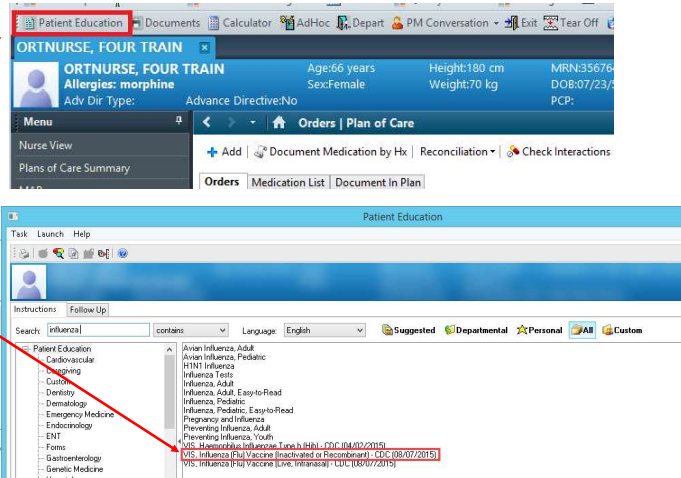 Patient Education Documents Calculator AdHoc Depart PM Conversation Exit Tear Off
ORTNURSE, FOUR TRAIN
ORTNURSE, FOUR TRAIN Age:66 years Height:180 cm MRN:35676
Allergies: morphine Sex:Female Weight:70 kg DOB:07/23/
Adv Dir Type: Advance Directive:No PCP:
Menu Orders | Plan of Care
Nurse View
+ Add Document Medication by Hx Reconciliation Check Interactions
Plans of Care Summary
Orders Medication List Document In Plan
Patient Education
Task Launch Help
Instructions Follow Up
Search: influenza contains Language: English Suggested Departmental Personal All Custom
Patient Education
Cardiovascular
Caregiving
Custom
Dentistry
Dermatology
Emergency Medicine
Endocrinology
ENT
Forms
Gastroenterology
Genetic Medicine
Avian Influenza, Adult
Avian Influenza, Pediatric
H1N1 Influenza
Influenza Tests
Influenza, Adult
Influenza, Adult, Easy-to-Read
Influenza, Pediatric
Influenza, Pediatric, Easy-to-Read
Pregnancy and Influenza
Preventing Influenza, Adult
Preventing Influenza, Youth
VIS, Haemophilus Influenzae Type b (Hib) - CDC (04/02/2015)
VIS, Influenza (Flu) Vaccine (Inactivated or Recombinant) - CDC (08/07/2015)
VIS, Influenza (Flu) Vaccine (Live, Intranasal) - CDC (08/07/2015)